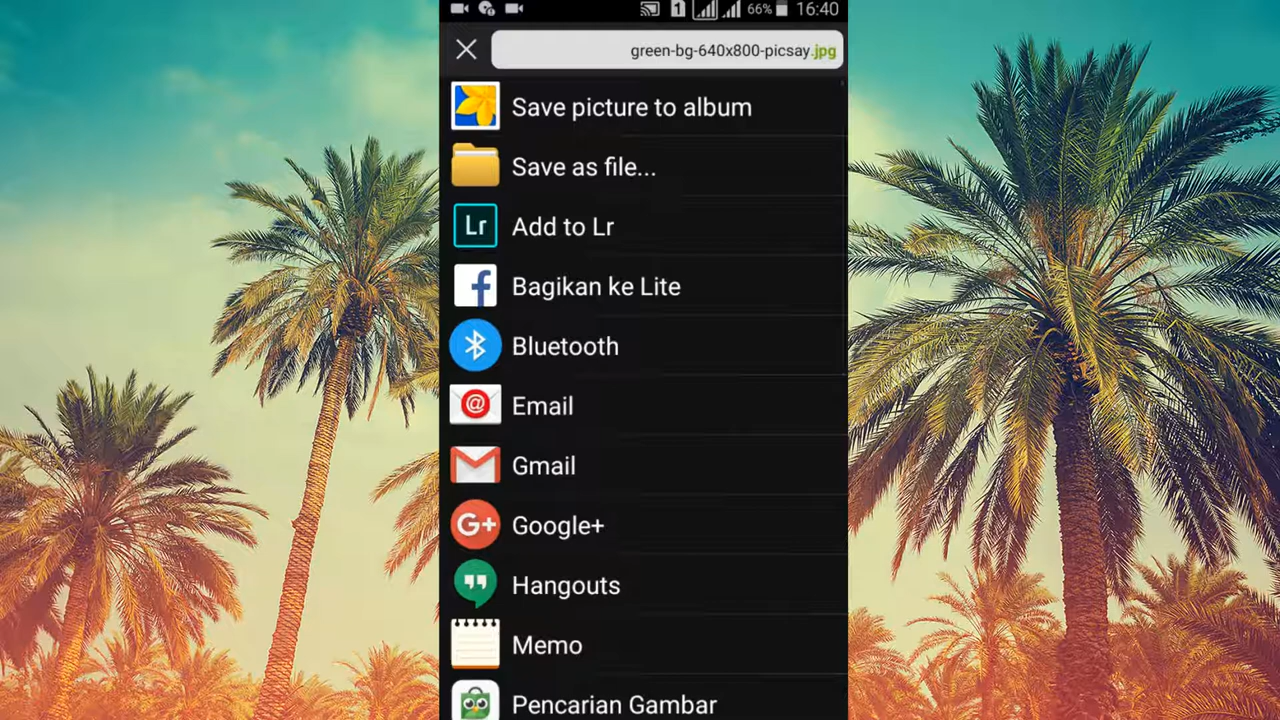 1
66%
16:40
green-bg-640x800-picsay.jpg
Save picture to album
Save as file...
Lr
Add to Lr
f
Bagikan ke Lite
Bluetooth
@
Email
Gmail
G+
Google+
Hangouts
Memo
Pencarian Gambar